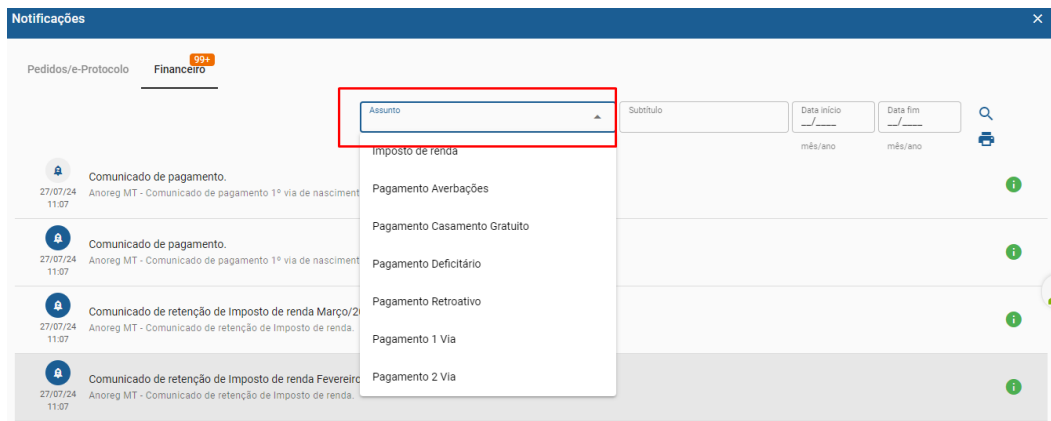 Notificações
Pedidos/e-Protocolo
Financeiro
99+
Assunto
Subtítulo
Data início
__/____
mês/ano
Data fim
__/____
mês/ano
Imposto de renda
Pagamento Averbações
Pagamento Casamento Gratuito
Pagamento Deficitário
Pagamento Retroativo
Pagamento 1 Via
Pagamento 2 Via
27/07/24
11:07
Comunicado de pagamento.
Anoreg MT - Comunicado de pagamento 1º via de
27/07/24
11:07
Comunicado de pagamento.
Anoreg MT - Comunicado de pagamento 1º via de
27/07/24
11:07
Comunicado de retenção de Imposto de renda
Anoreg MT - Comunicado de retenção de Imposto de renda.
27/07/24
11:07
Comunicado de retenção de Imposto de renda
Anoreg MT - Comunicado de retenção de Imposto de renda.